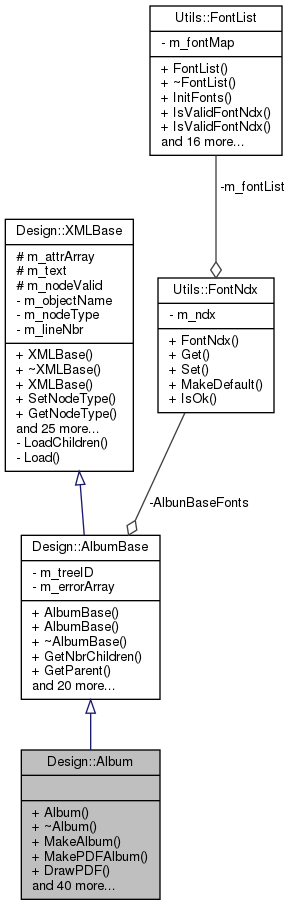 Utils::FontList
- m_fontMap
+ FontList()
+ ~FontList()
+ InitFonts()
+ IsValidFontNdx()
+ IsValidFontNdx()
and 16 more...
-m_fontList
Design::XMLBase
# m_attrArray
# m_text
# m_nodeValid
- m_objectName
- m_nodeType
- m_lineNbr
+ XMLBase()
+ ~XMLBase()
+ XMLBase()
+ SetNodeType()
+ GetNodeType()
and 25 more...
- LoadChildren()
- Load()
Utils::FontNdx
- m_ndx
+ FontNdx()
+ Get()
+ Set()
+ MakeDefault()
+ IsOk()
-AlbunBaseFonts
Design::AlbumBase
- m_treeID
- m_errorArray
+ AlbumBase()
+ AlbumBase()
+ ~AlbumBase()
+ GetNbrChildren()
+ GetParent()
and 20 more...
Design::Album
+ Album()
+ ~Album()
+ MakeAlbum()
+ MakePDFAlbum()
+ DrawPDF()
and 40 more...